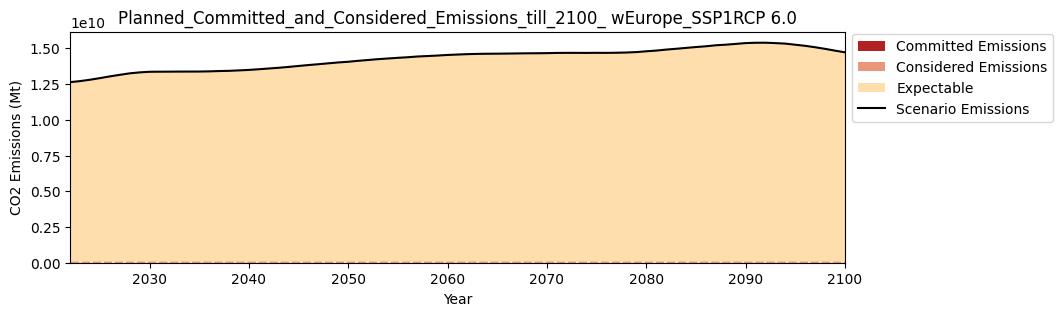 Planned_Committed_and_Considered_Emissions_till_2100_ wEurope_SSP1RCP 6.0
1e10
1.50
1.25
1.00
0.75
0.50
0.25
0.00
CO2 Emissions (Mt)
2030 2040 2050 2060 2070 2080 2090 2100
Year
Committed Emissions
Considered Emissions
Expectable
Scenario Emissions